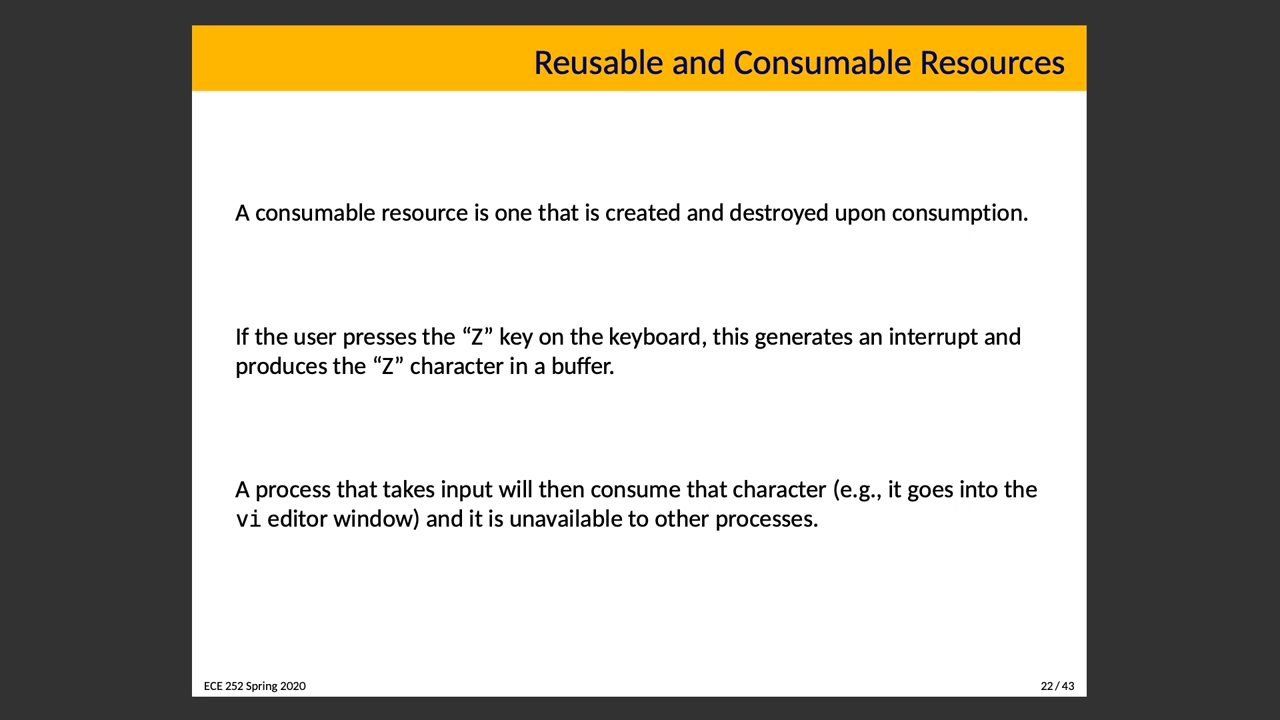 Reusable and Consumable Resources
A consumable resource is one that is created and destroyed upon consumption.
If the user presses the “Z” key on the keyboard, this generates an interrupt and
produces the “Z” character in a buffer.
A process that takes input will then consume that character (e.g., it goes into the
vi editor window) and it is unavailable to other processes.
ECE 252 Spring 2020
22 / 43